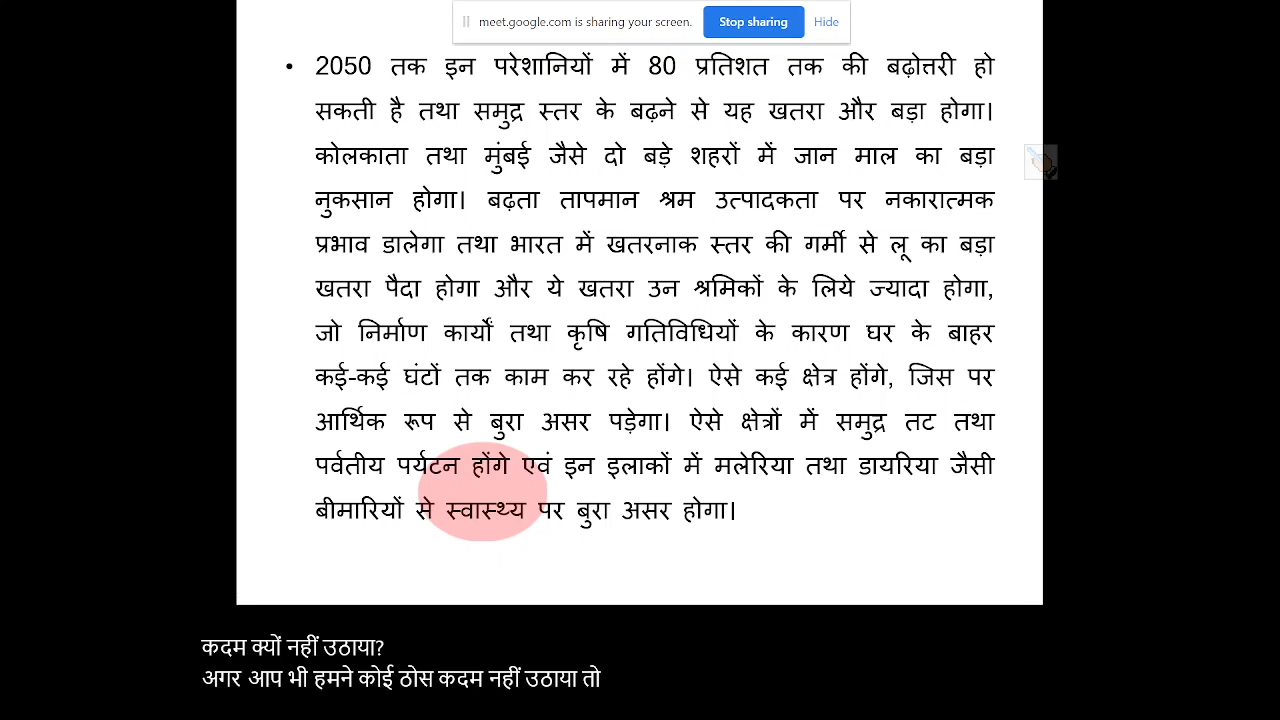 meet.google.com is sharing your screen. Stop sharing Hide
• 2050 तक इन परेशानियों में 80 प्रतिशत तक की बढ़ोत्तरी हो
सकती है तथा समुद्र स्तर के बढ़ने से यह खतरा और बड़ा होगा।
कोलकाता तथा मुंबई जैसे दो बड़े शहरों में जान माल का बड़ा
नुकसान होगा। बढ़ता तापमान श्रम उत्पादकता पर नकारात्मक
प्रभाव डालेगा तथा भारत में खतरनाक स्तर की गर्मी से लू का बड़ा
खतरा पैदा होगा और ये खतरा उन श्रमिकों के लिये ज्यादा होगा,
जो निर्माण कार्यों तथा कृषि गतिविधियों के कारण घर के बाहर
कई-कई घंटों तक काम कर रहे होंगे। ऐसे कई क्षेत्र होंगे, जिस पर
आर्थिक रूप से बुरा असर पड़ेगा। ऐसे क्षेत्रों में समुद्र तट तथा
पर्वतीय पर्यटन होंगे एवं इन इलाकों में मलेरिया तथा डायरिया जैसी
बीमारियों से स्वास्थ्य पर बुरा असर होगा।
कदम क्यों नहीं उठाया?
अगर आप भी हमने कोई ठोस कदम नहीं उठाया तो